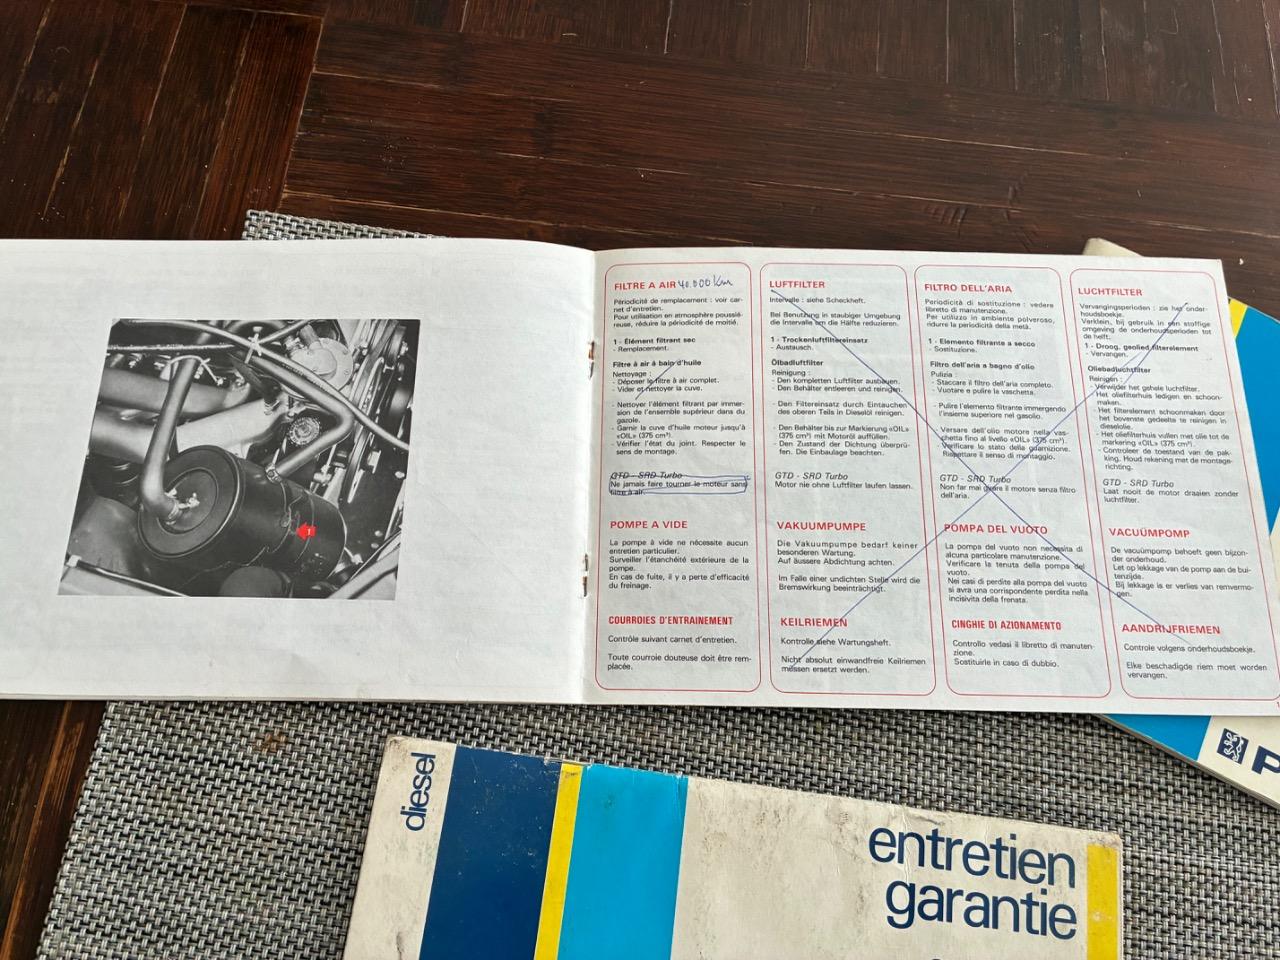 FILTRE A AIR 40.000 Km
Périodicité de remplacement : voir car-
net d'entretien.
Pour utilisation en atmosphère poussié-
reuse, réduire la périodicité de moitié.
1 - Elément filtrant sec
- Remplacement.
Filtre à air à bain d'huile
Nettoyage :
- Déposer le filtre à air complet.
- Vider et nettoyer la cuve.
- Nettoyer l'élément filtrant par immer-
sion de l'ensemble supérieur dans du
gazole.
- Garnir la cuve d'huile moteur jusqu'à
«OIL» (375 cm³).
- Vérifier l'état du joint. Respecter le
sens de montage.
GTD - SRD Turbo
Ne jamais faire tourner le moteur sans
filtre à air.
POMPE A VIDE
La pompe à vide ne nécessite aucun
entretien particulier.
Surveiller l'étanchéité extérieure de la
pompe.
En cas de fuite, il y a perte d'efficacité
du freinage.
COURROIES D'ENTRAINEMENT
Contrôle suivant carnet d'entretien.
Toute courroie douteuse doit être rem-
placée.
LUFTFILTER
Intervalle : siehe Scheckheft.
Bei Benutzung in staubiger Umgebung
die Intervalle um die Hälfte reduzieren.
1 - Trockenluftfiltereinsatz
- Austausch.
Ölbadluftfilter
Reinigung :
- Den kompletten Luftfilter ausbauen.
- Den Behälter entleeren und reinigen.
- Den Filtereinsatz durch Eintauchen
des oberen Teils in Dieselöl reinigen.
- Den Behälter bis zur Markierung «OIL»
(375 cm³) mit Motoröl auffüllen.
- Den Zustand der Dichtung überprü-
fen. Die Einbaulage beachten.
GTD - SRD Turbo
Motor nie ohne Luftfilter laufen lassen.
VAKUUMPUMPE
Die Vakuumpumpe bedarf keiner
besonderen Wartung.
Auf äussere Abdichtung achten.
Im Falle einer undichten Stelle wird die
Bremswirkung beeinträchtigt.
KEILRIEMEN
Kontrolle siehe Wartungsheft.
Nicht absolut einwandfreie Keilriemen
müssen ersetzt werden.
FILTRO DELL'ARIA
Periodicità di sostituzione : vedere
libretto di manutenzione.
Per utilizzo in ambiente polveroso,
ridurre la periodicità della metà.
1 - Elemento filtrante a secco
- Sostituzione.
Filtro dell'aria a bagno d'olio
Pulizia :
- Staccare il filtro dell'aria completo.
- Vuotare e pulire la vaschetta.
- Pulire l'elemento filtrante immergendo
l'insieme superiore nel gasolio.
- Versare dell'olio motore nella vas-
chetta fino al livello «OIL» (375 cm³).
- Verificare lo stato della guarnizione.
Rispettare il senso di montaggio.
GTD - SRD Turbo
Non far mai girare il motore senza filtro
dell'aria.
POMPA DEL VUOTO
La pompa del vuoto non necessita di
alcuna particolare manutenzione.
Verificare la tenuta della pompa del
vuoto.
Nei casi di perdite alla pompa del vuoto
si avra una corrispondente perdita nella
incisivita della frenata.
CINGHIE DI AZIONAMENTO
Controllo vedasi il libretto di manuten-
zione.
Sostituirle in caso di dubbio.
LUCHTFILTER
Vervangingsperioden : zie het onder-
houdsboekje.
Verklein, bij gebruik in een stoffige
omgeving de onderhoudsperioden tot
de helft.
1 - Droog, geolied filterelement
- Vervangen.
Oliebadluchtfilter
Reinigen :
- Verwijder het gehele luchtfilter.
- Het oliefilterhuis ledigen en schoon-
maken.
- Het filterelement schoonmaken door
het bovenste gedeelte te reinigen in
dieselolie.
- Het oliefilterhuis vullen met olie tot de
markering «OIL» (375 cm³).
- Controleer de toestand van de pak-
king. Houd rekening met de montage-
richting.
GTD - SRD Turbo
Laat nooit de motor draaien zonder
luchtfilter.
VACUÜMPOMP
De vacuümpomp behoeft geen bijzon-
der onderhoud.
Let op lekkage van de pomp aan de bui-
tenzijde.
Bij lekkage is er verlies van remvermo-
gen.
AANDRIJFRIEMEN
Controle volgens onderhoudsboekje.
Elke beschadigde riem moet worden
vervangen.
1
diesel
entretien
garantie
P